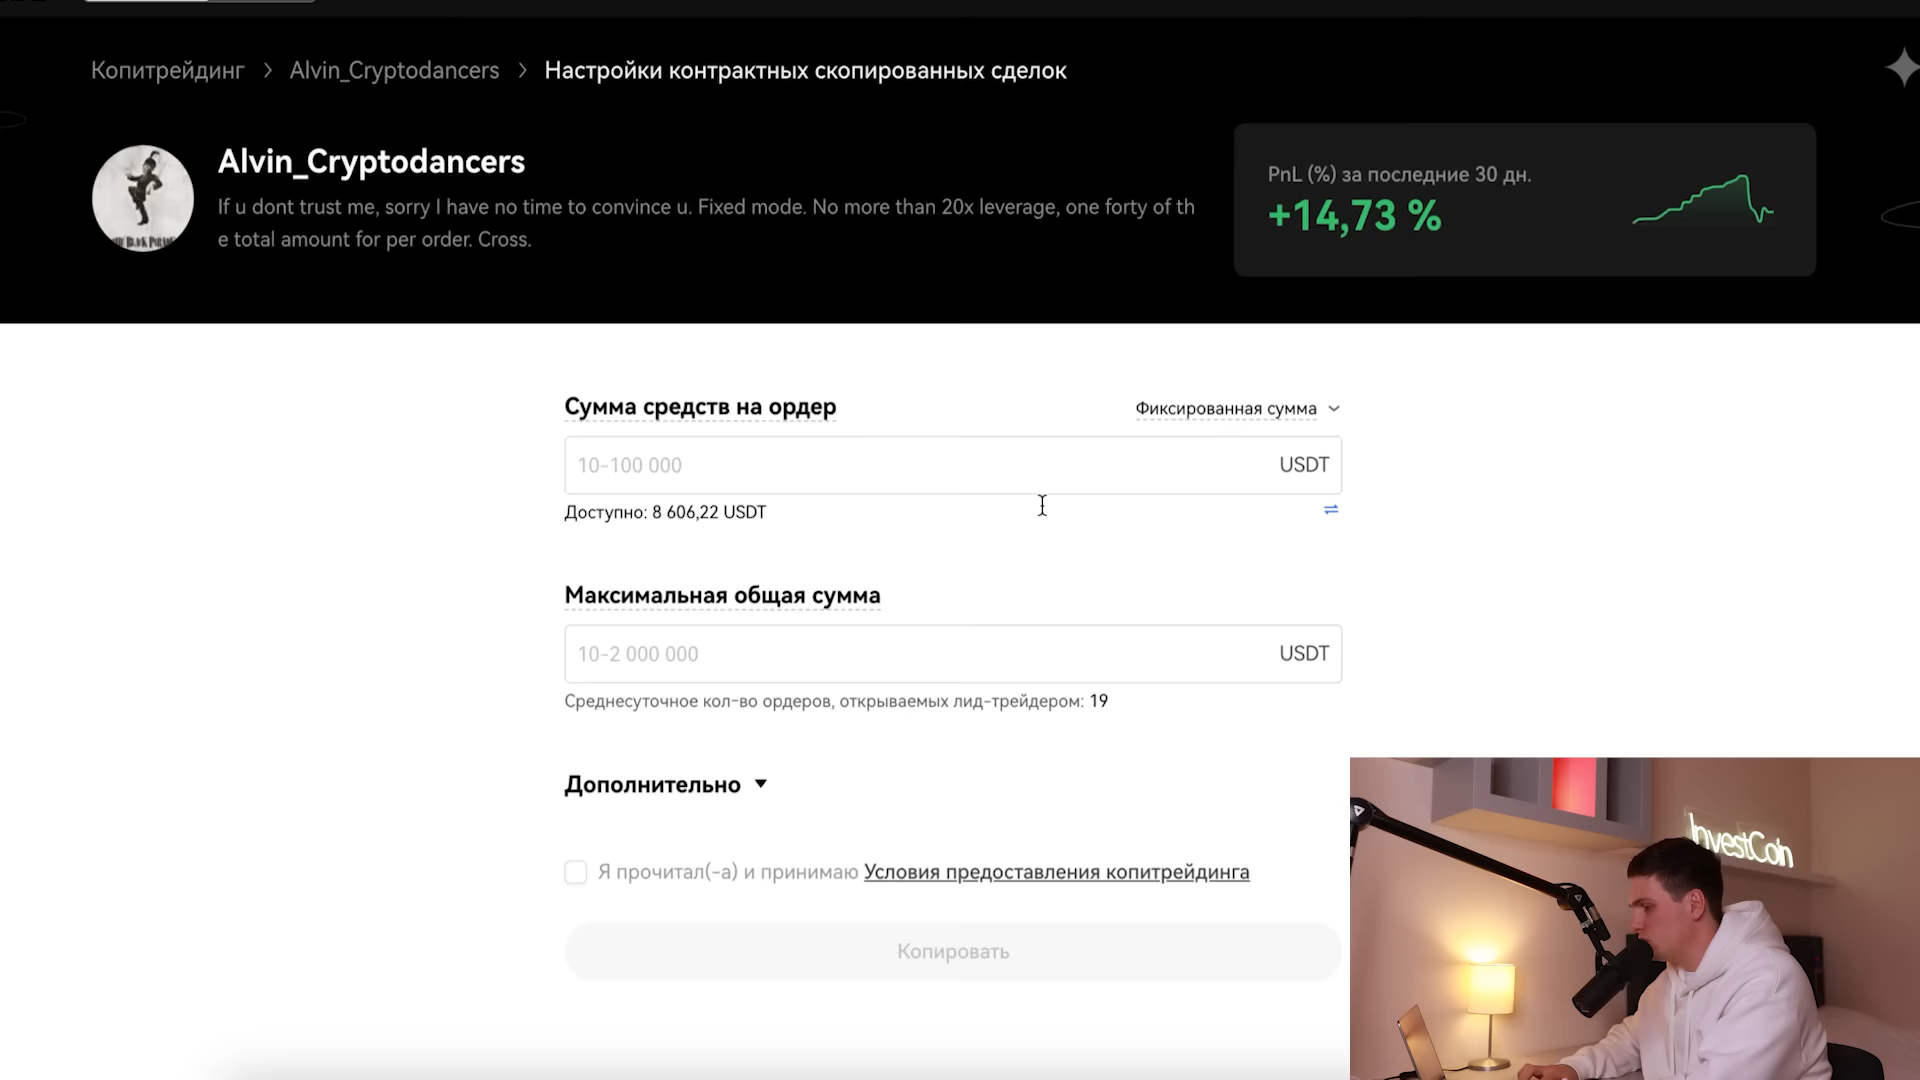 Копитрейдинг > Alvin_Cryptodancers > Настройки контрактных скопированных сделок
Alvin_Cryptodancers
If u dont trust me, sorry I have no time to convince u. Fixed mode. No more than 20x leverage, one forty of th
e total amount for per order. Cross.
PnL (%) за последние 30 дн.
+14,73 %
Сумма средств на ордер
Фиксированная сумма
10-100 000
USDT
Доступно: 8 606,22 USDT
Максимальная общая сумма
10-2 000 000
USDT
Среднесуточное кол-во ордеров, открываемых лид-трейдером: 19
Дополнительно
Я прочитал(-а) и принимаю Условия предоставления копитрейдинга
Копировать
InvestCoin